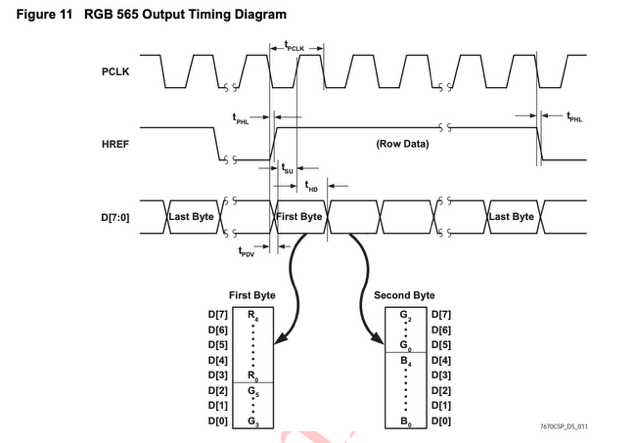 Figure 11 RGB 565 Output Timing Diagram
tPCLK
PCLK
tPHL
tPHL
HREF
(Row Data)
tSU
tHD
D[7:0]
Last Byte
First Byte
Last Byte
tPDV
First Byte
Second Byte
D[7] R4
G2 D[7]
D[6]
D[6]
D[5]
G0 D[5]
D[4]
B4 D[4]
D[3] R0
D[3]
D[2] G5
D[2]
D[1]
D[1]
D[0] G3
B0 D[0]
7670CSP_DS_011